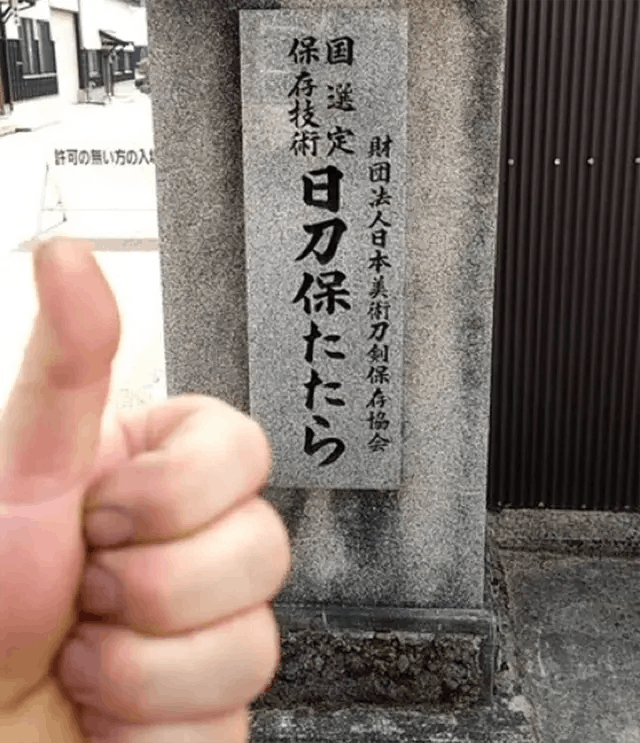 国選定
保存技術
財団法人日本美術刀剣保存協会
日刀保たたら
許可の無い方の入